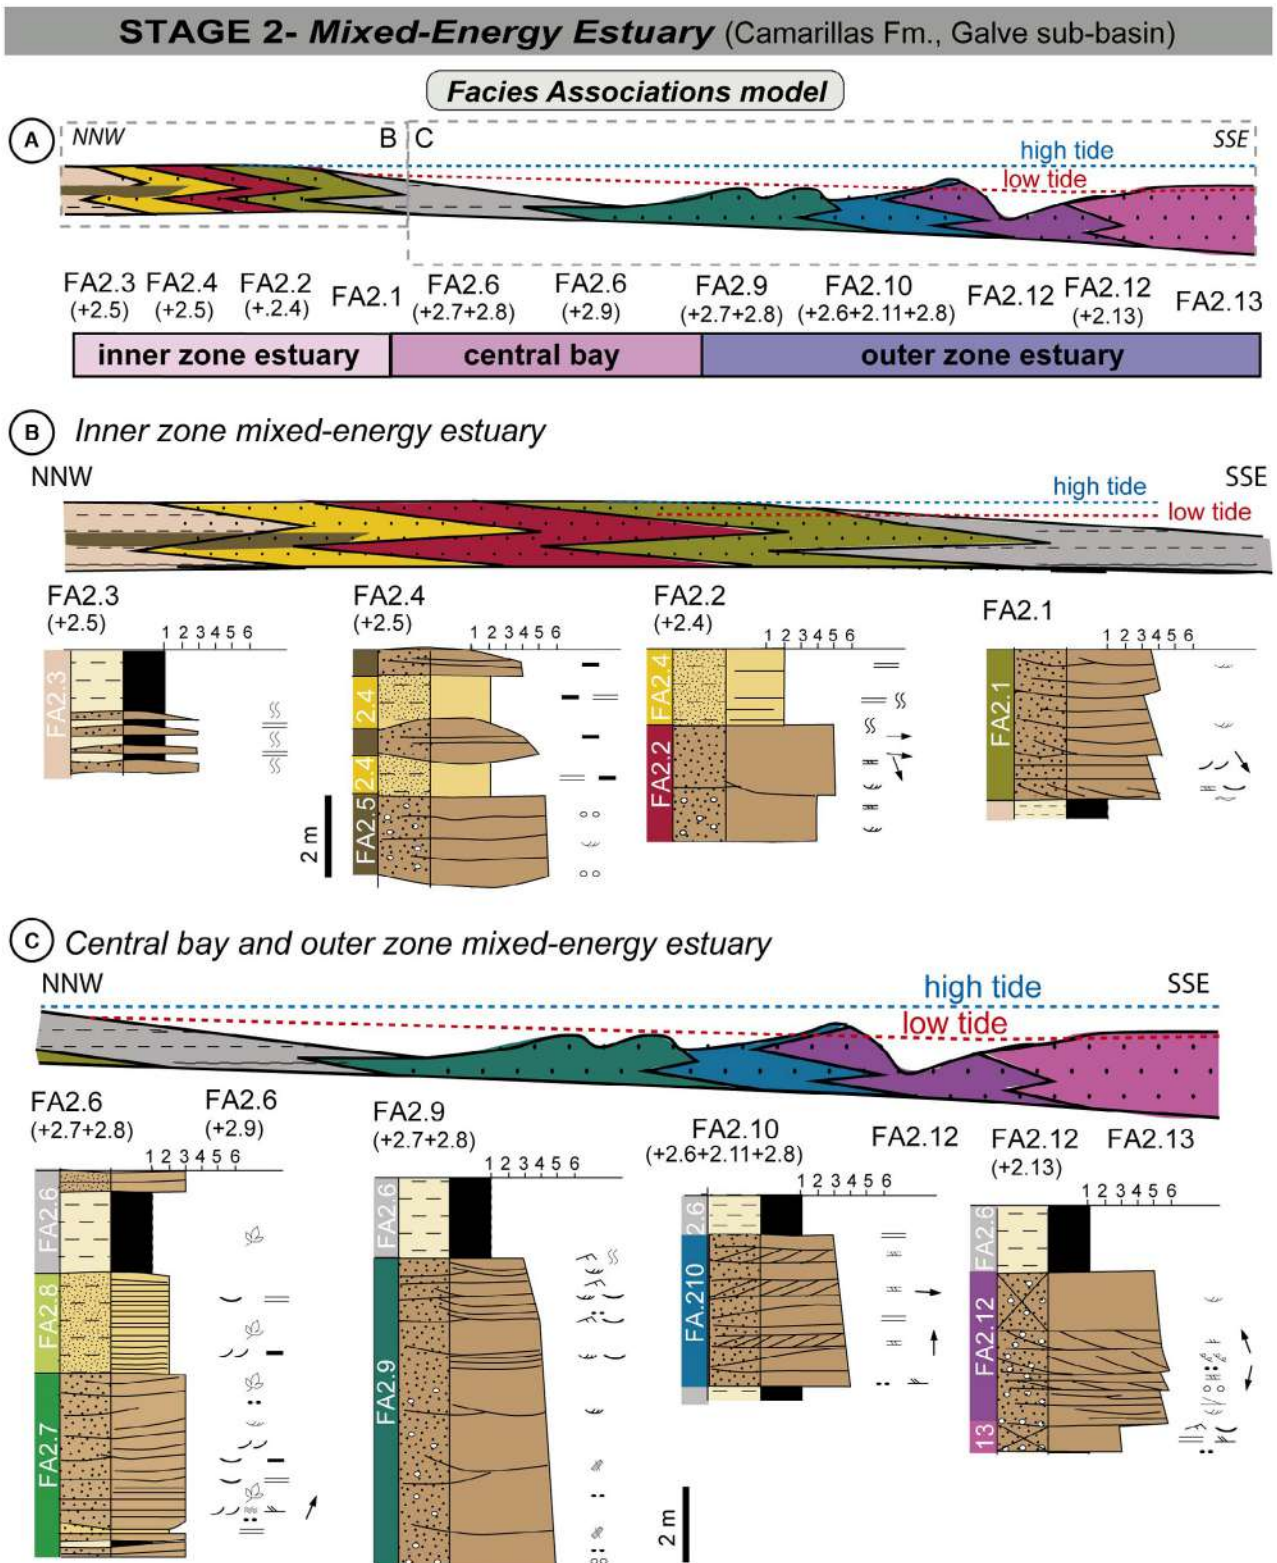 STAGE 2- Mixed-Energy Estuary (Camarillas Fm., Galve sub-basin)
Facies Associations model
A NNW B C SSE
high tide
low tide
FA2.3 FA2.4 FA2.2 FA2.1 FA2.6 FA2.6 FA2.9 FA2.10 FA2.12 FA2.12 FA2.13
(+2.5) (+2.5) (+.2.4) (+2.7+2.8) (+2.9) (+2.7+2.8) (+2.6+2.11+2.8) (+2.13)
inner zone estuary central bay outer zone estuary
B Inner zone mixed-energy estuary
NNW SSE
high tide
low tide
FA2.3 FA2.4 FA2.2 FA2.1
(+2.5) (+2.5) (+2.4)
1 2 3 4 5 6 1 2 3 4 5 6 1 2 3 4 5 6 1 2 3 4 5 6
FA2.3
2.4
2.4
FA2.5
2 m
FA2.4
FA2.2
FA2.1
C Central bay and outer zone mixed-energy estuary
NNW SSE
high tide
low tide
FA2.6 FA2.6 FA2.9 FA2.10 FA2.12 FA2.12 FA2.13
(+2.7+2.8) (+2.9) (+2.7+2.8) (+2.6+2.11+2.8) (+2.13)
1 2 3 4 5 6 1 2 3 4 5 6 1 2 3 4 5 6 1 2 3 4 5 6
FA2.6
FA2.8
FA2.7
FA2.6
FA2.9
2.6
FA.210
2 m
FA2.6
FA2.12
13